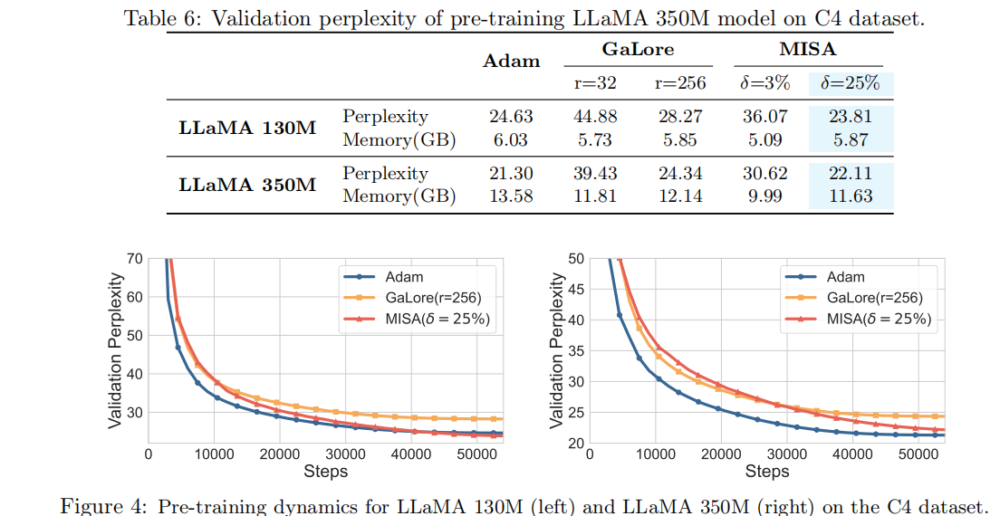 Table 6: Validation perplexity of pre-training LLaMA 350M model on C4 dataset.
Adam GaLore MISA
r=32 r=256 δ=3% δ=25%
LLaMA 130M Perplexity 24.63 44.88 28.27 36.07 23.81
Memory(GB) 6.03 5.73 5.85 5.09 5.87
LLaMA 350M Perplexity 21.30 39.43 24.34 30.62 22.11
Memory(GB) 13.58 11.81 12.14 9.99 11.63
Validation Perplexity
70
60
50
40
30
Adam
GaLore(r=256)
MISA(δ = 25%)
0 10000 20000 30000 40000 50000
Steps
Validation Perplexity
50
45
40
35
30
25
20
Adam
GaLore(r=256)
MISA(δ = 25%)
0 10000 20000 30000 40000 50000
Steps
Figure 4: Pre-training dynamics for LLaMA 130M (left) and LLaMA 350M (right) on the C4 dataset.